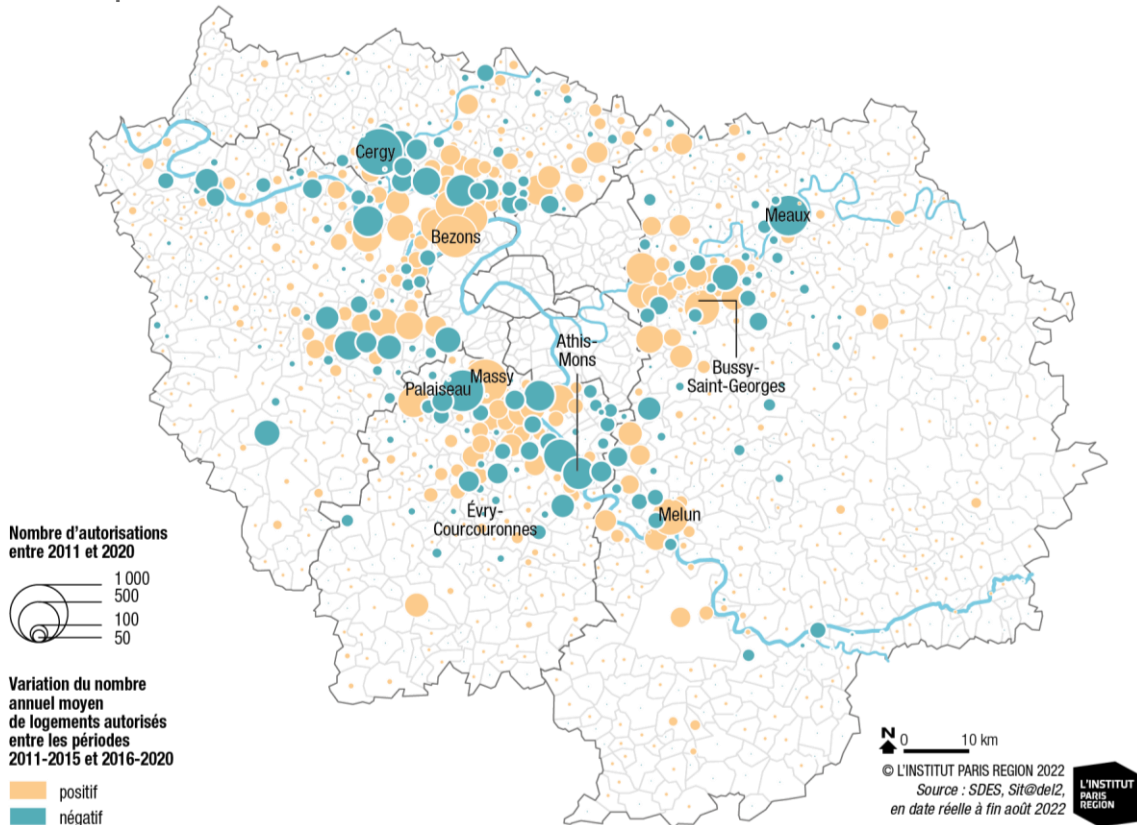 Cergy
Meaux
Bezons
Athis-
Mons
Bussy-
Saint-Georges
Massy
Palaiseau
Évry-
Courcouronnes
Melun
Nombre d'autorisations
entre 2011 et 2020
1 000
500
100
50
Variation du nombre
annuel moyen
de logements autorisés
entre les périodes
2011-2015 et 2016-2020
positif
négatif
N 0 10 km
© L'INSTITUT PARIS REGION 2022
Source : SDES, Sit@del2,
en date réelle à fin août 2022
L'INSTITUT
PARIS
REGION